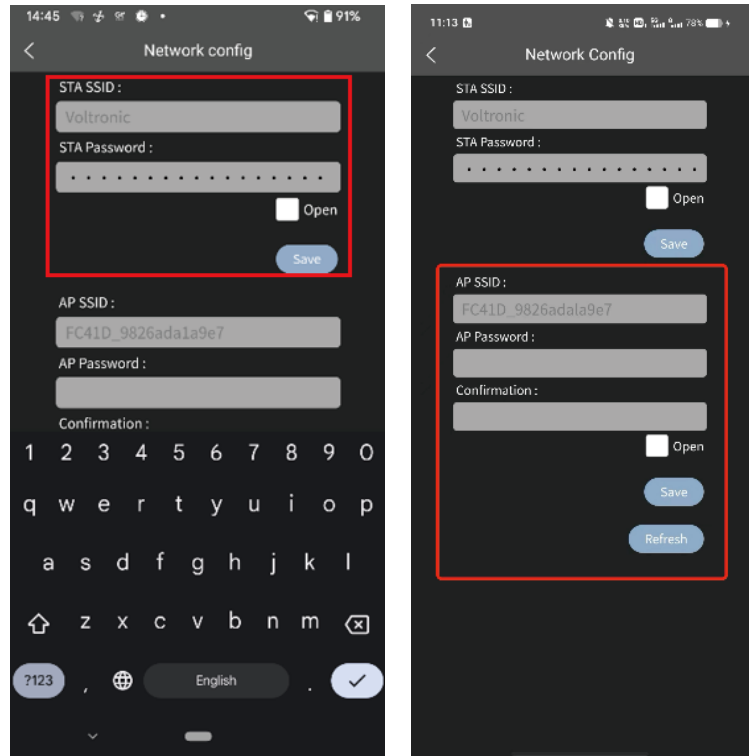 14:45
91%
Network config
STA SSID :
Voltronic
STA Password :
Open
Save
AP SSID :
FC41D_9826ada1a9e7
AP Password :
Confirmation :
1 2 3 4 5 6 7 8 9 0
q w e r t y u i o p
a s d f g h j k l
z x c v b n m
?123 , English .
11:13
78%
Network Config
STA SSID :
Voltronic
STA Password :
Open
Save
AP SSID :
FC41D_9826ada1a9e7
AP Password :
Confirmation :
Open
Save
Refresh